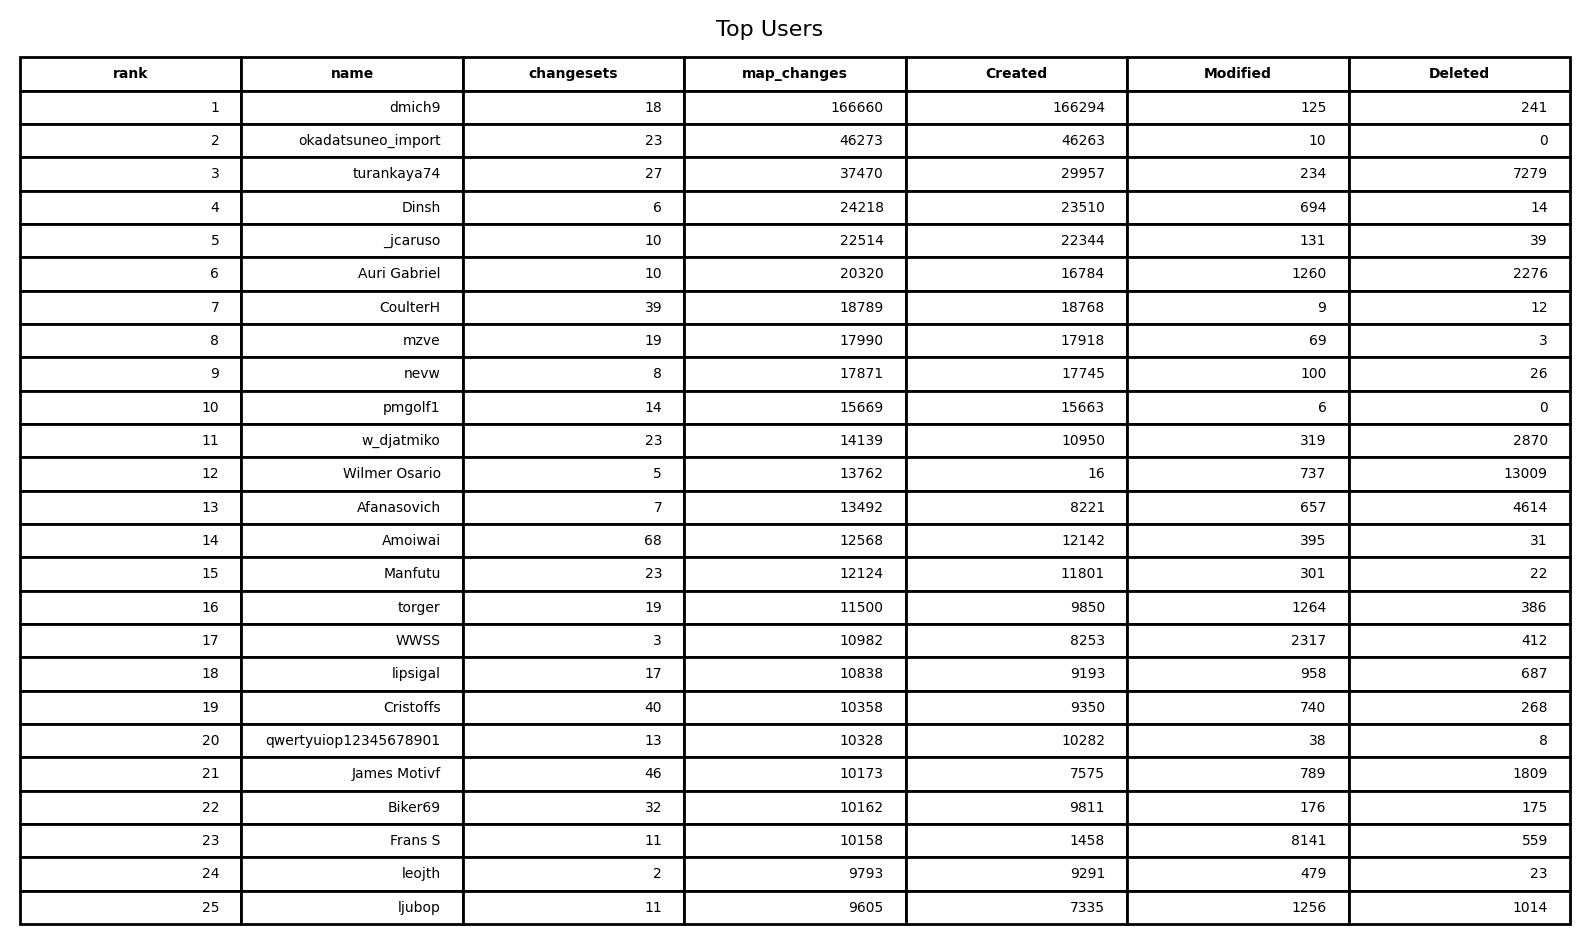 Top Users
rank name changesets map_changes Created Modified Deleted
1 dmich9 18 166660 166294 125 241
2 okadatsuneo_import 23 46273 46263 10 0
3 turankaya74 27 37470 29957 234 7279
4 Dinsh 6 24218 23510 694 14
5 _jcaruso 10 22514 22344 131 39
6 Auri Gabriel 10 20320 16784 1260 2276
7 CoulterH 39 18789 18768 9 12
8 mzve 19 17990 17918 69 3
9 nevw 8 17871 17745 100 26
10 pmgolf1 14 15669 15663 6 0
11 w_djatmiko 23 14139 10950 319 2870
12 Wilmer Osario 5 13762 16 737 13009
13 Afanasovich 7 13492 8221 657 4614
14 Amoiwai 68 12568 12142 395 31
15 Manfutu 23 12124 11801 301 22
16 torger 19 11500 9850 1264 386
17 WWSS 3 10982 8253 2317 412
18 lipsigal 17 10838 9193 958 687
19 Cristoffs 40 10358 9350 740 268
20 qwertyuiop12345678901 13 10328 10282 38 8
21 James Motivf 46 10173 7575 789 1809
22 Biker69 32 10162 9811 176 175
23 Frans S 11 10158 1458 8141 559
24 leojth 2 9793 9291 479 23
25 ljubop 11 9605 7335 1256 1014